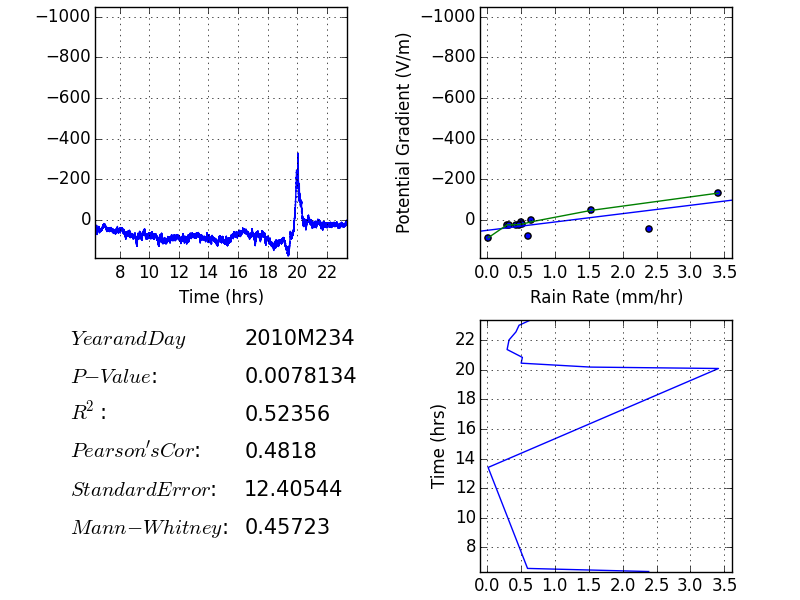 −1000
−800
−600
−400
−200
0
8 10 12 14 16 18 20 22
Time (hrs)
Potential Gradient (V/m)
−1000
−800
−600
−400
−200
0
0.0 0.5 1.0 1.5 2.0 2.5 3.0 3.5
Rain Rate (mm/hr)
YearandDay 2010M234
P−Value: 0.0078134
R²: 0.52356
Pearson'sCor: 0.4818
StandardError: 12.40544
Mann−Whitney: 0.45723
Time (hrs)
22
20
18
16
14
12
10
8
0.0 0.5 1.0 1.5 2.0 2.5 3.0 3.5